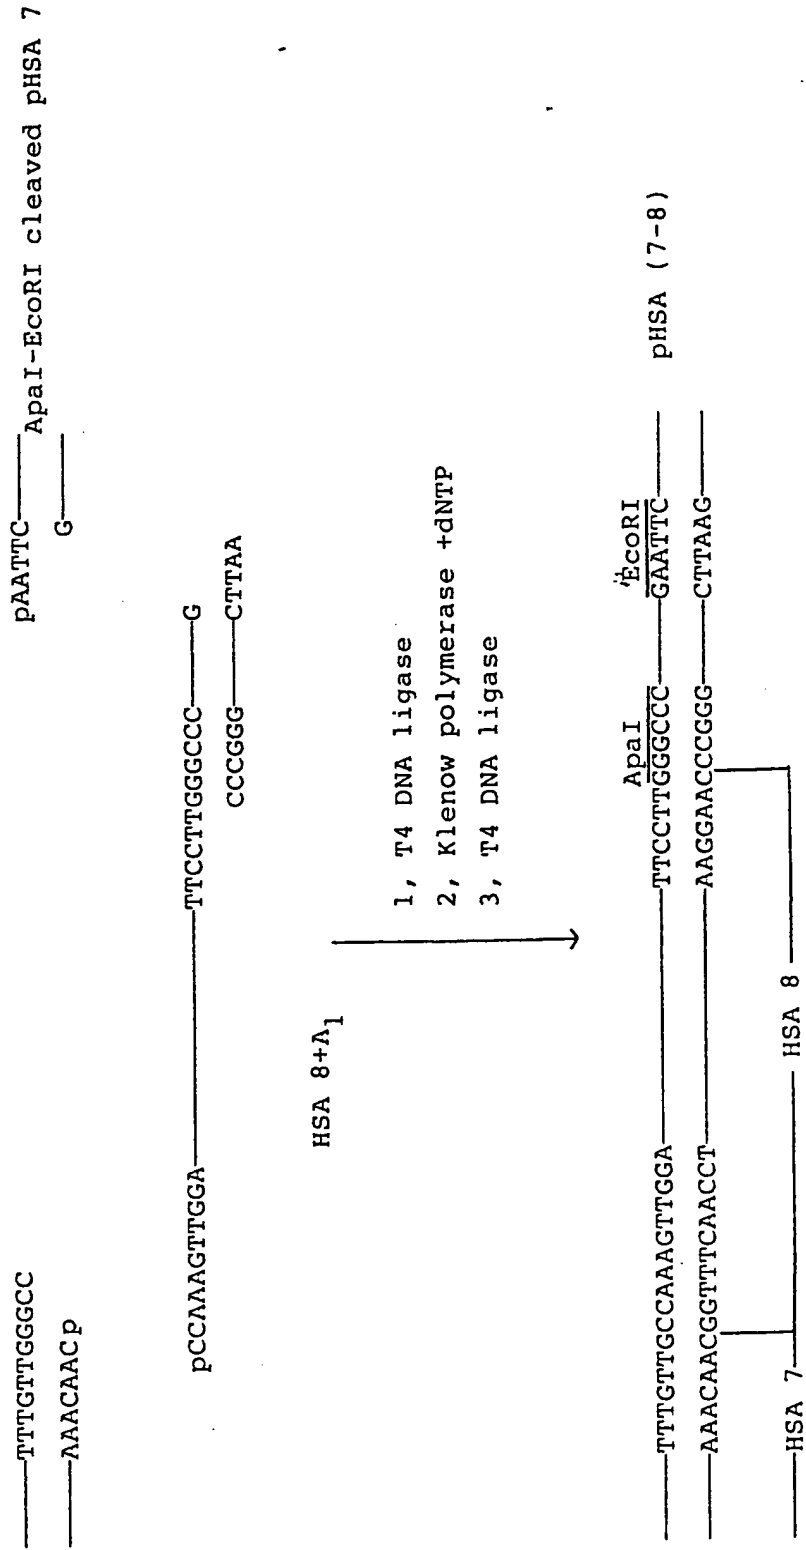 TTTGTTGGGCC pAATTC
ApaI-EcoRI cleaved pHSA 7
AAACAACp G
pCCAAAGTTGGA TTCCTTGGGCCC G
CCCGGG CTTAA
HSA 8+A1
1, T4 DNA ligase
2, Klenow polymerase +dNTP
3, T4 DNA ligase
ApaI EcoRI
TTTGTTGCCAAAGTTGGA TTCCTTGGGCCC GAATTC
pHSA (7-8)
AAACAACGGTTTCAACCT AAGGAACCCGGG CTTAAG
HSA 7 HSA 8